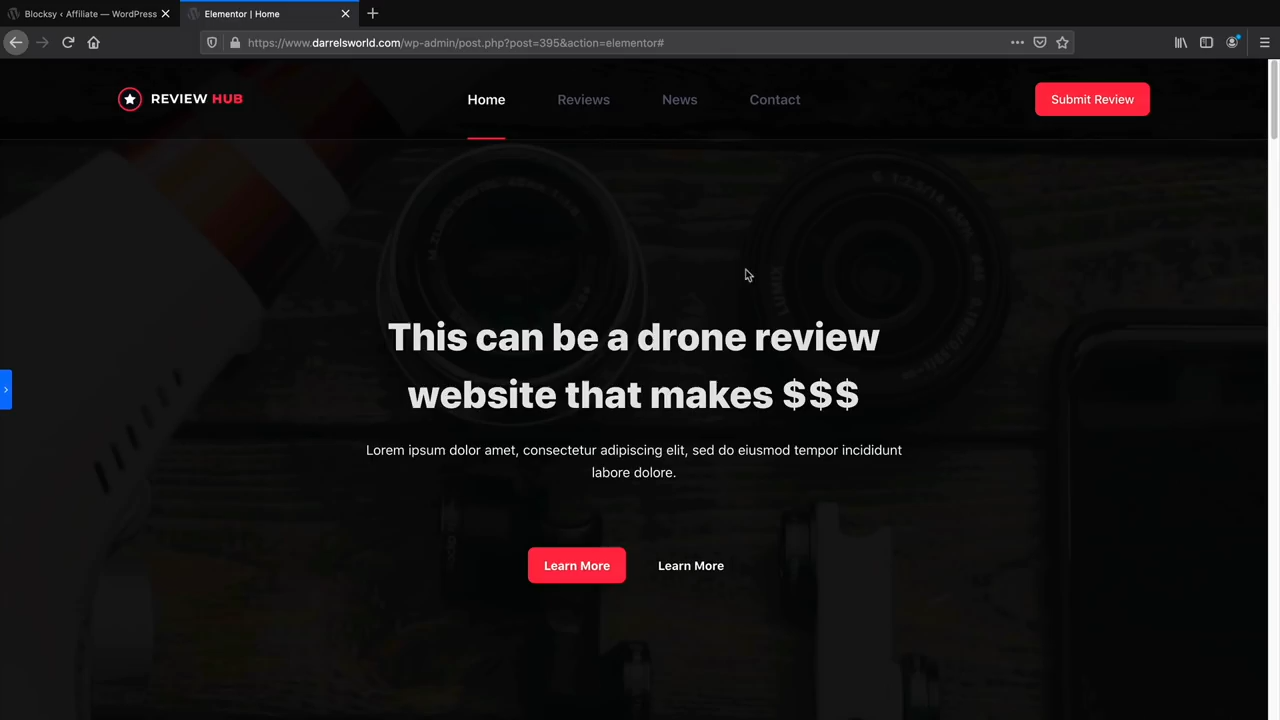 Blocksy ‹ Affiliate — WordPress
Elementor | Home
https://www.darrelsworld.com/wp-admin/post.php?post=395&action=elementor#
REVIEW HUB
Home
Reviews
News
Contact
Submit Review
This can be a drone review
website that makes $$$
Lorem ipsum dolor amet, consectetur adipiscing elit, sed do eiusmod tempor incididunt
labore dolore.
Learn More
Learn More